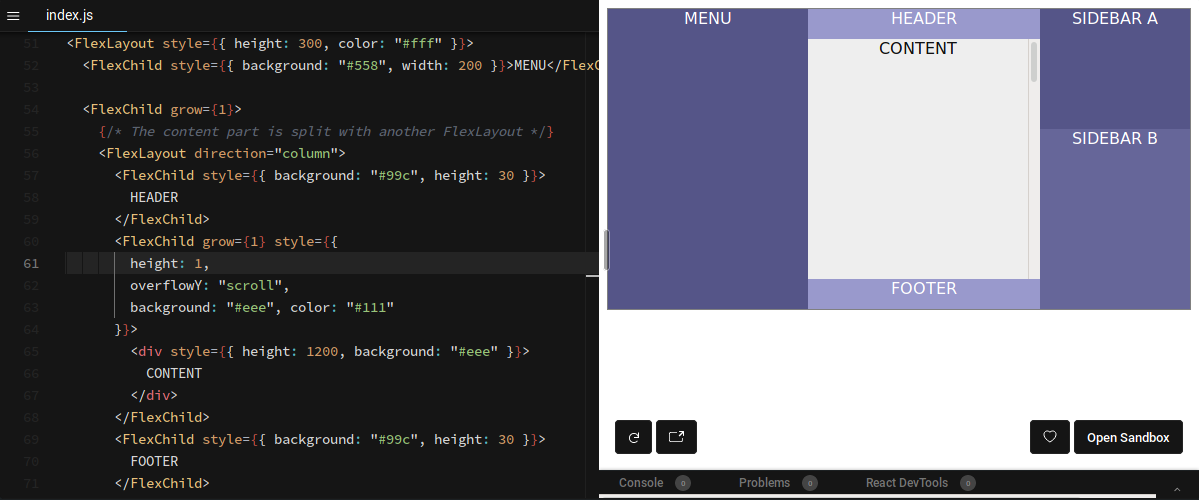 index.js
51 <FlexLayout style={{ height: 300, color: "#fff" }}>
52 <FlexChild style={{ background: "#558", width: 200 }}>MENU</FlexC
53
54 <FlexChild grow={1}>
55 {/* The content part is split with another FlexLayout */}
56 <FlexLayout direction="column">
57 <FlexChild style={{ background: "#99c", height: 30 }}>
58 HEADER
59 </FlexChild>
60 <FlexChild grow={1} style={{
61 height: 1,
62 overflowY: "scroll",
63 background: "#eee", color: "#111"
64 }}>
65 <div style={{ height: 1200, background: "#eee" }}>
66 CONTENT
67 </div>
68 </FlexChild>
69 <FlexChild style={{ background: "#99c", height: 30 }}>
70 FOOTER
71 </FlexChild>
MENU
HEADER
CONTENT
FOOTER
SIDEBAR A
SIDEBAR B
Open Sandbox
Console 0 Problems 0 React DevTools 0